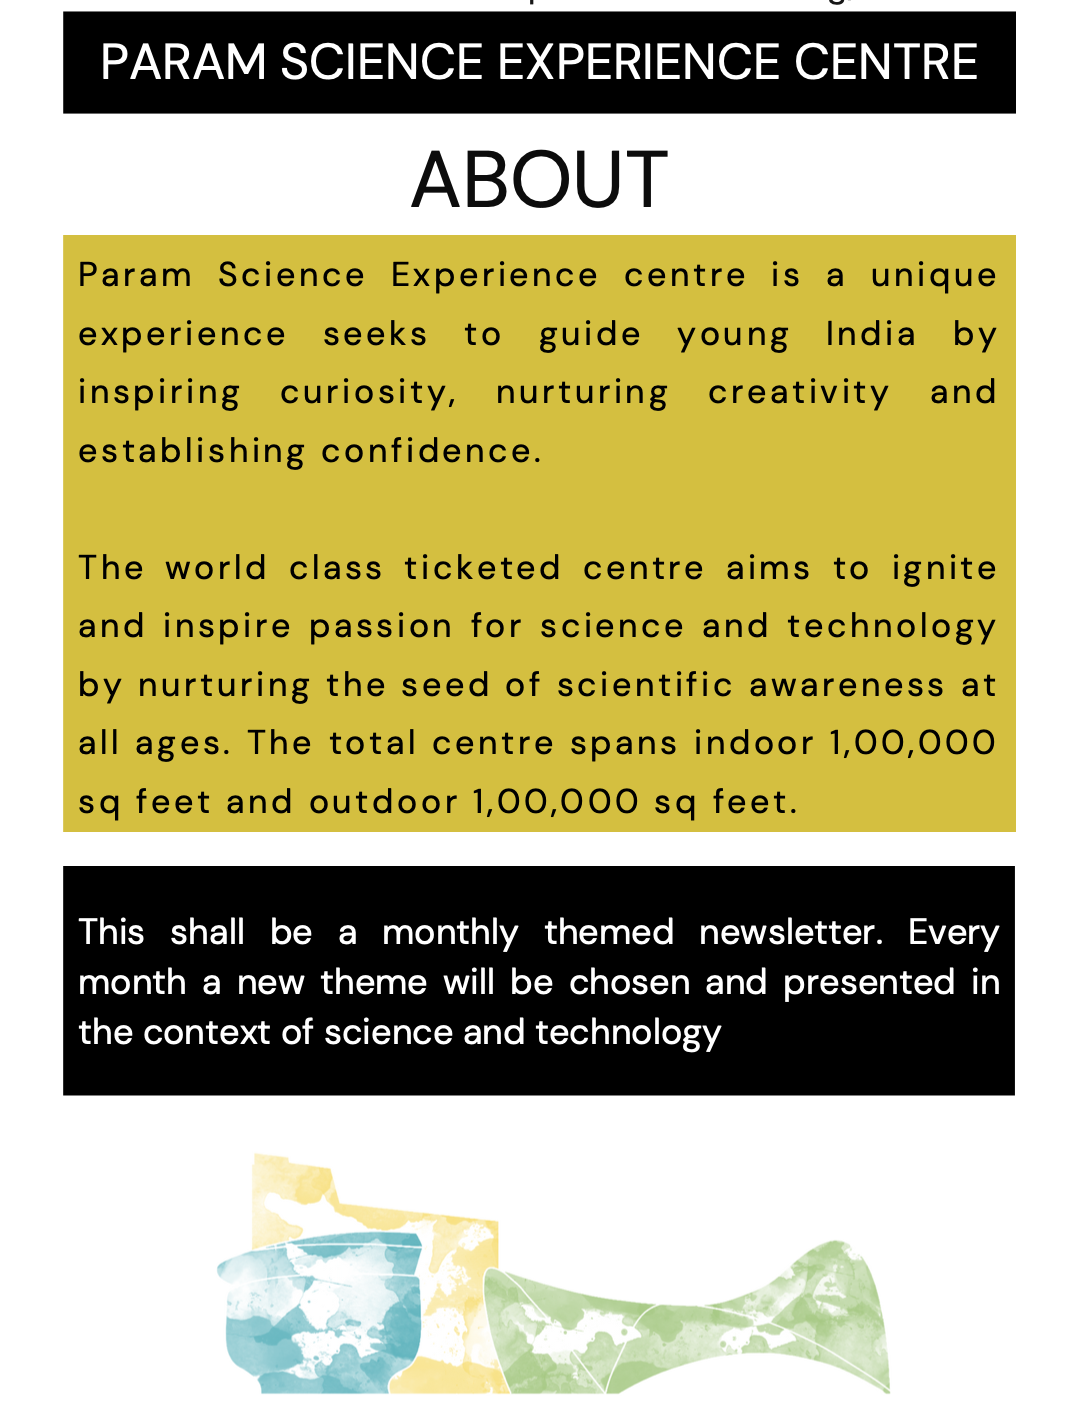 PARAM SCIENCE EXPERIENCE CENTRE
ABOUT
Param Science Experience centre is a unique
experience seeks to guide young India by
inspiring curiosity, nurturing creativity and
establishing confidence.
The world class ticketed centre aims to ignite
and inspire passion for science and technology
by nurturing the seed of scientific awareness at
all ages. The total centre spans indoor 1,00,000
sq feet and outdoor 1,00,000 sq feet.
This shall be a monthly themed newsletter. Every
month a new theme will be chosen and presented in
the context of science and technology